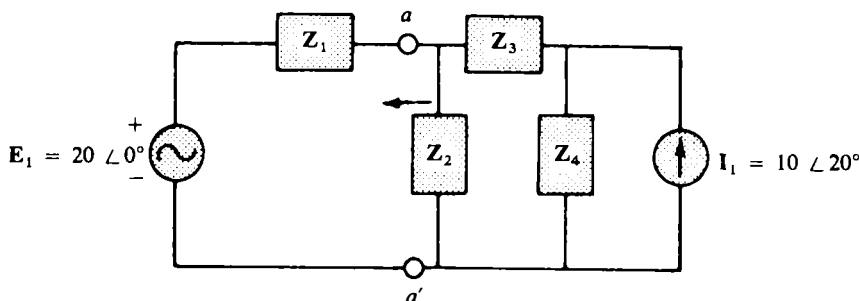 a
Z₁
Z₃
+
E₁ = 20 ∠0°
−
Z₂
Z₄
I₁ = 10 ∠20°
a'